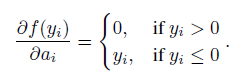 ∂f(yᵢ)/∂aᵢ = { 0, if yᵢ > 0
yᵢ, if yᵢ ≤ 0 .